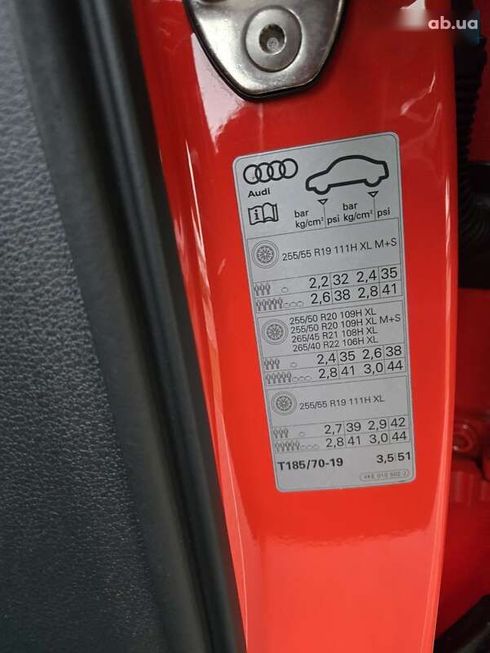 ab.ua
Audi
bar psi bar psi
kg/cm² kg/cm²
255/55 R19 111H XL M+S
2,2 32 2,4 35
2,6 38 2,8 41
255/50 R20 109H XL
255/50 R20 109H XL M+S
265/45 R21 108H XL
265/40 R22 106H XL
2,4 35 2,6 38
2,8 41 3,0 44
255/55 R19 111H XL
2,7 39 2,9 42
2,8 41 3,0 44
T185/70-19 3,5 51